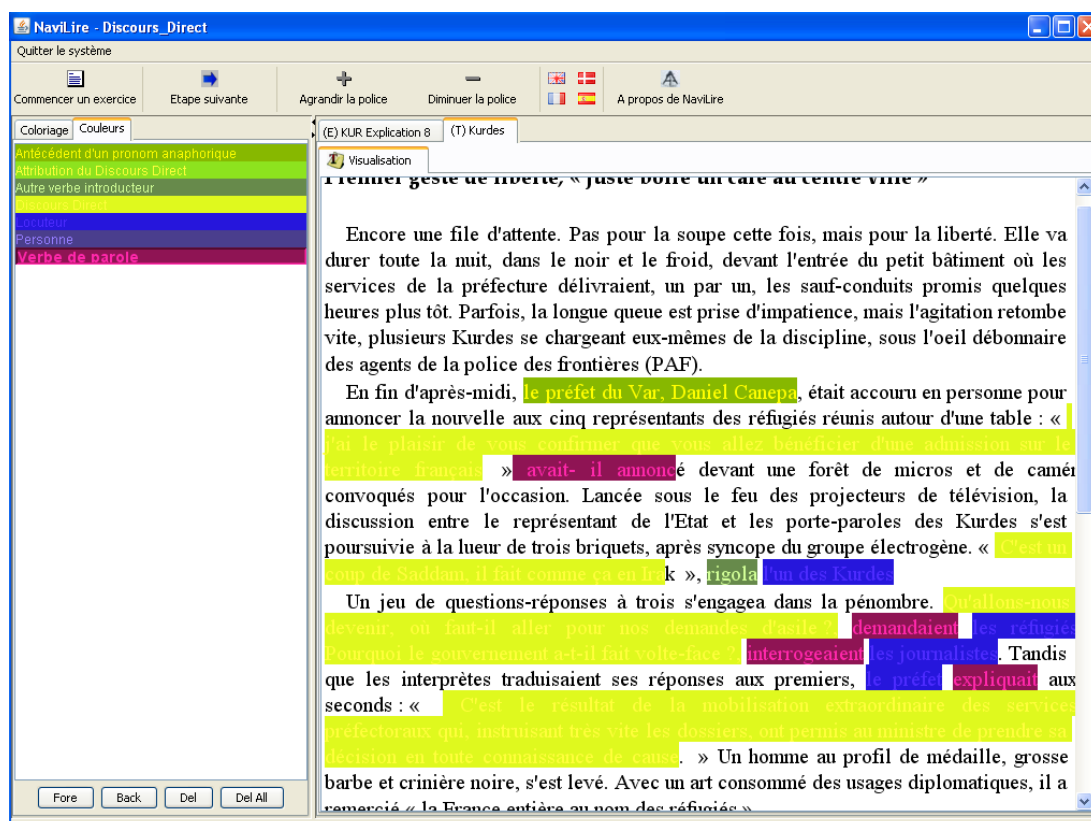 NaviLire - Discours_Direct
Quitter le système
Commencer un exercice Etape suivante Agrandir la police Diminuer la police A propos de NaviLire
Coloriage Couleurs
Antécédent d'un pronom anaphorique
Attribution du Discours Direct
Autre verbe introducteur
Discours Direct
Locuteur
Personne
Verbe de parole
Fore Back Del Del All
(E) KUR Explication 8 (T) Kurdes
Visualisation
Premier geste de liberté, « juste boire un café au centre ville »
Encore une file d'attente. Pas pour la soupe cette fois, mais pour la liberté. Elle va
durer toute la nuit, dans le noir et le froid, devant l'entrée du petit bâtiment où les
services de la préfecture délivraient, un par un, les sauf-conduits promis quelques
heures plus tôt. Parfois, la longue queue est prise d'impatience, mais l'agitation retombe
vite, plusieurs Kurdes se chargeant eux-mêmes de la discipline, sous l'oeil débonnaire
des agents de la police des frontières (PAF).
En fin d'après-midi, le préfet du Var, Daniel Canepa, était accouru en personne pour
annoncer la nouvelle aux cinq représentants des réfugiés réunis autour d'une table : «
j'ai le plaisir de vous confirmer que vous allez bénéficier d'une admission sur le
territoire français » avait- il annoncé devant une forêt de micros et de camér
convoqués pour l'occasion. Lancée sous le feu des projecteurs de télévision, la
discussion entre le représentant de l'Etat et les porte-paroles des Kurdes s'est
poursuivie à la lueur de trois briquets, après syncope du groupe électrogène. « C'est un
coup de Saddam, il fait comme ça en Irak », rigola l'un des Kurdes
Un jeu de questions-réponses à trois s'engagea dans la pénombre. Qu'allons-nous
devenir, où faut-il aller pour nos demandes d'asile ? demandaient les réfugiés
Pourquoi le gouvernement a-t-il fait volte-face ? interrogeaient les journalistes. Tandis
que les interprètes traduisaient ses réponses aux premiers, le préfet expliquait aux
seconds : « C'est le résultat de la mobilisation extraordinaire des services
préfectoraux qui, instruisant très vite les dossiers, ont permis au ministre de prendre sa
décision en toute connaissance de cause. » Un homme au profil de médaille, grosse
barbe et crinière noire, s'est levé. Avec un art consommé des usages diplomatiques, il a
remercié « la France entière au nom des réfugiés »